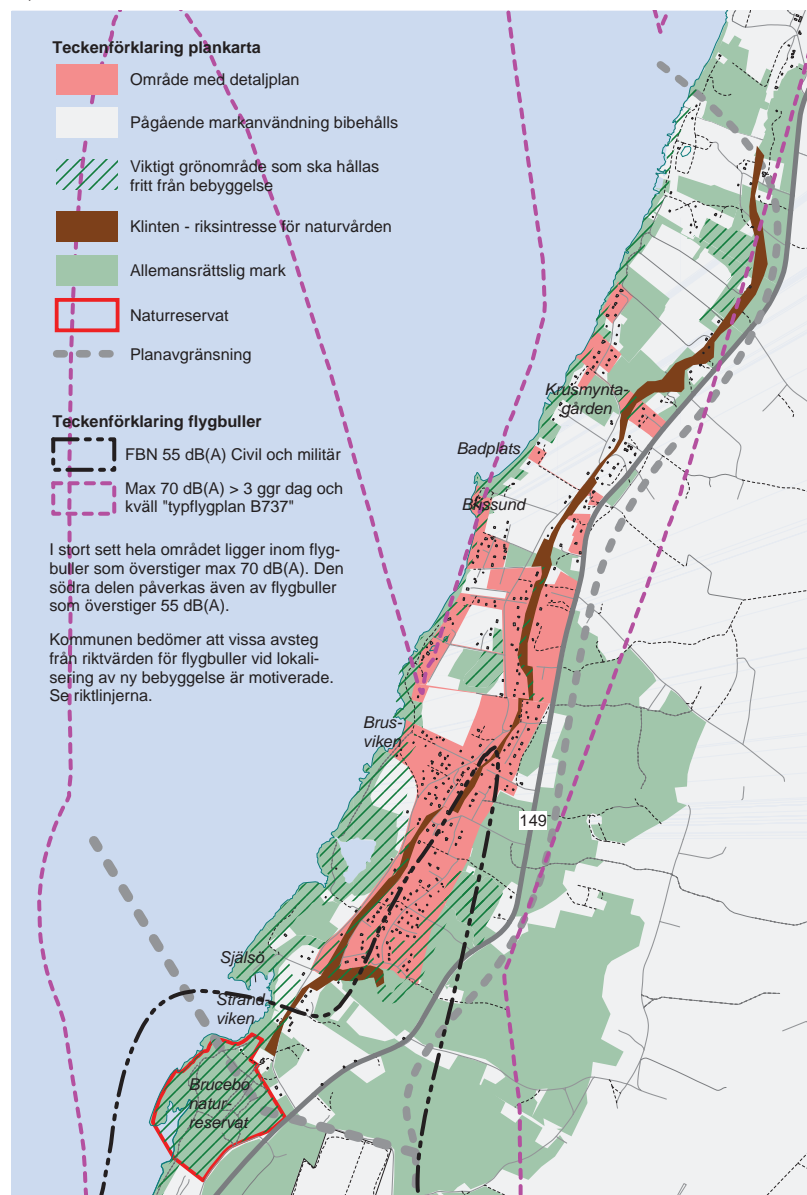 Teckenförklaring plankarta
Område med detaljplan
Pågående markanvändning bibehålls
Viktigt grönområde som ska hållas
fritt från bebyggelse
Klinten - riksintresse för naturvården
Allemansrättslig mark
Naturreservat
Planavgränsning
Teckenförklaring flygbuller
FBN 55 dB(A) Civil och militär
Max 70 dB(A) > 3 ggr dag och
kväll "typflygplan B737"
I stort sett hela området ligger inom flyg-
buller som överstiger max 70 dB(A). Den
södra delen påverkas även av flygbuller
som överstiger 55 dB(A).
Kommunen bedömer att vissa avsteg
från riktvärden för flygbuller vid lokali-
sering av ny bebyggelse är motiverade.
Se riktlinjerna.
Krusmynta-
gården
Badplats
Brissund
Brus-
viken
149
Själsö
Strand
viken
Brucebo
natur-
reservat